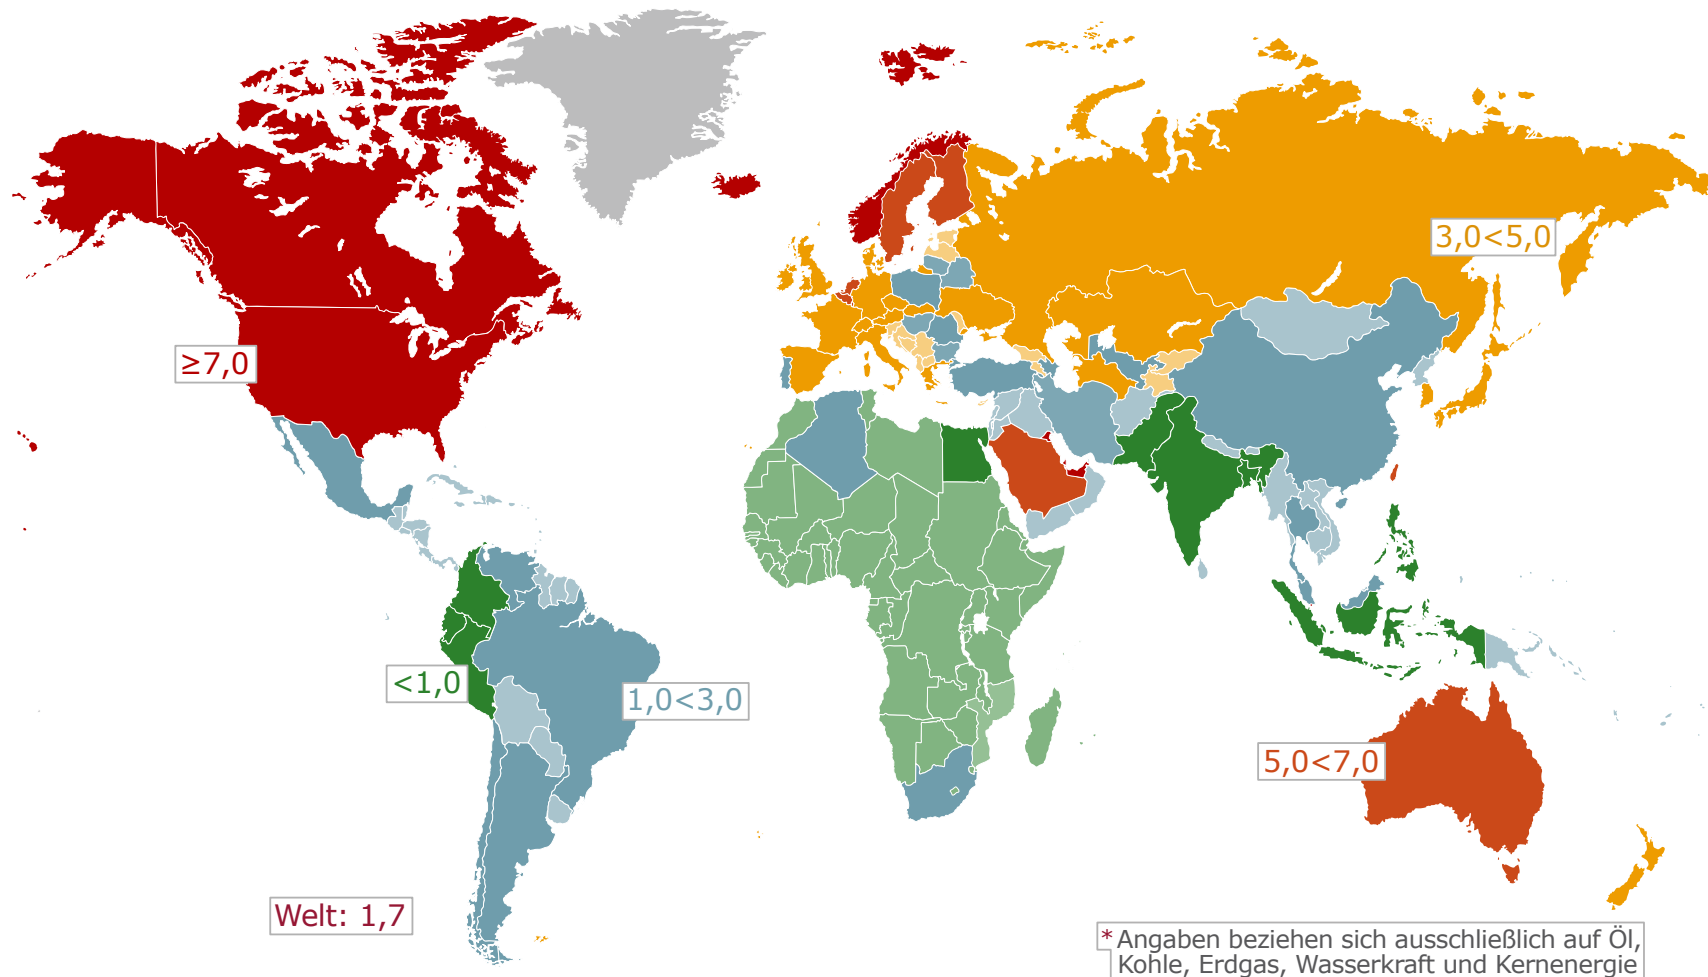 3,0<5,0
≥7,0
<1,0
1,0<3,0
5,0<7,0
Welt: 1,7
* Angaben beziehen sich ausschließlich auf Öl,
Kohle, Erdgas, Wasserkraft und Kernenergie